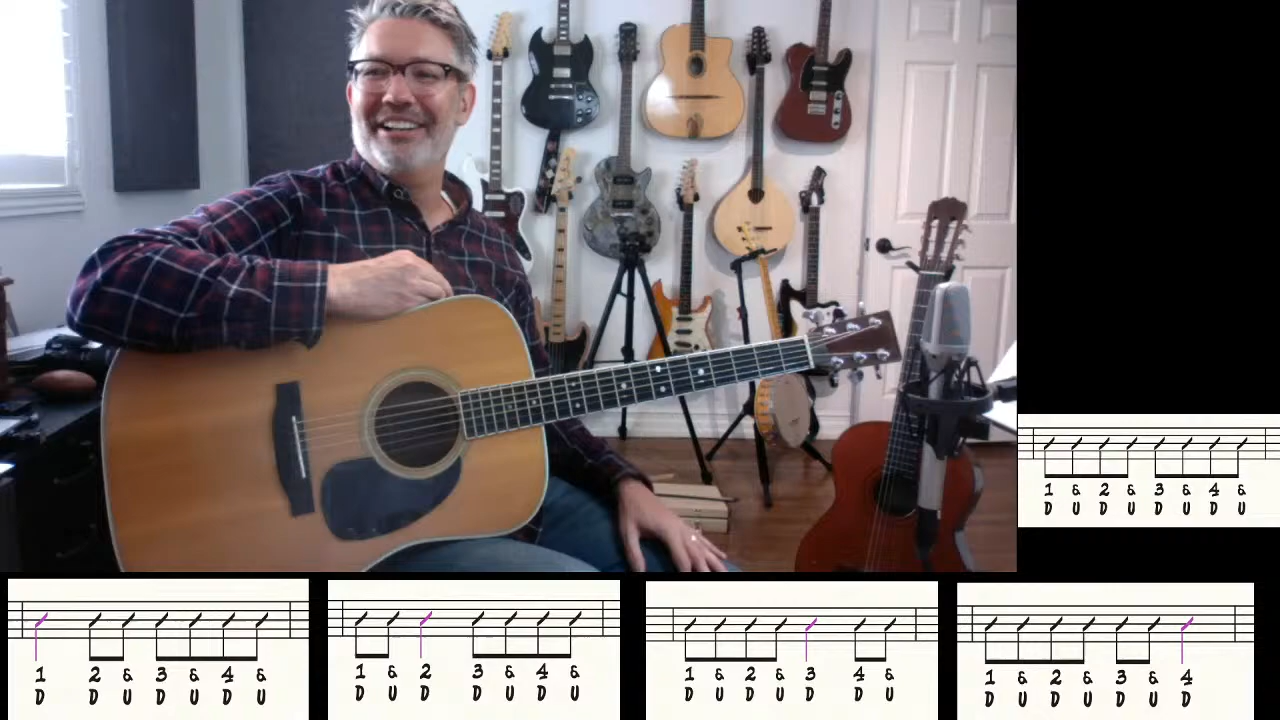 1 & 2 & 3 & 4 &
D U D U D U D U
1 2 & 3 & 4 &
D D U D U D U
1 & 2 3 & 4 &
D U D D U D U
1 & 2 & 3 4 &
D U D U D D U
1 & 2 & 3 & 4
D U D U D U D